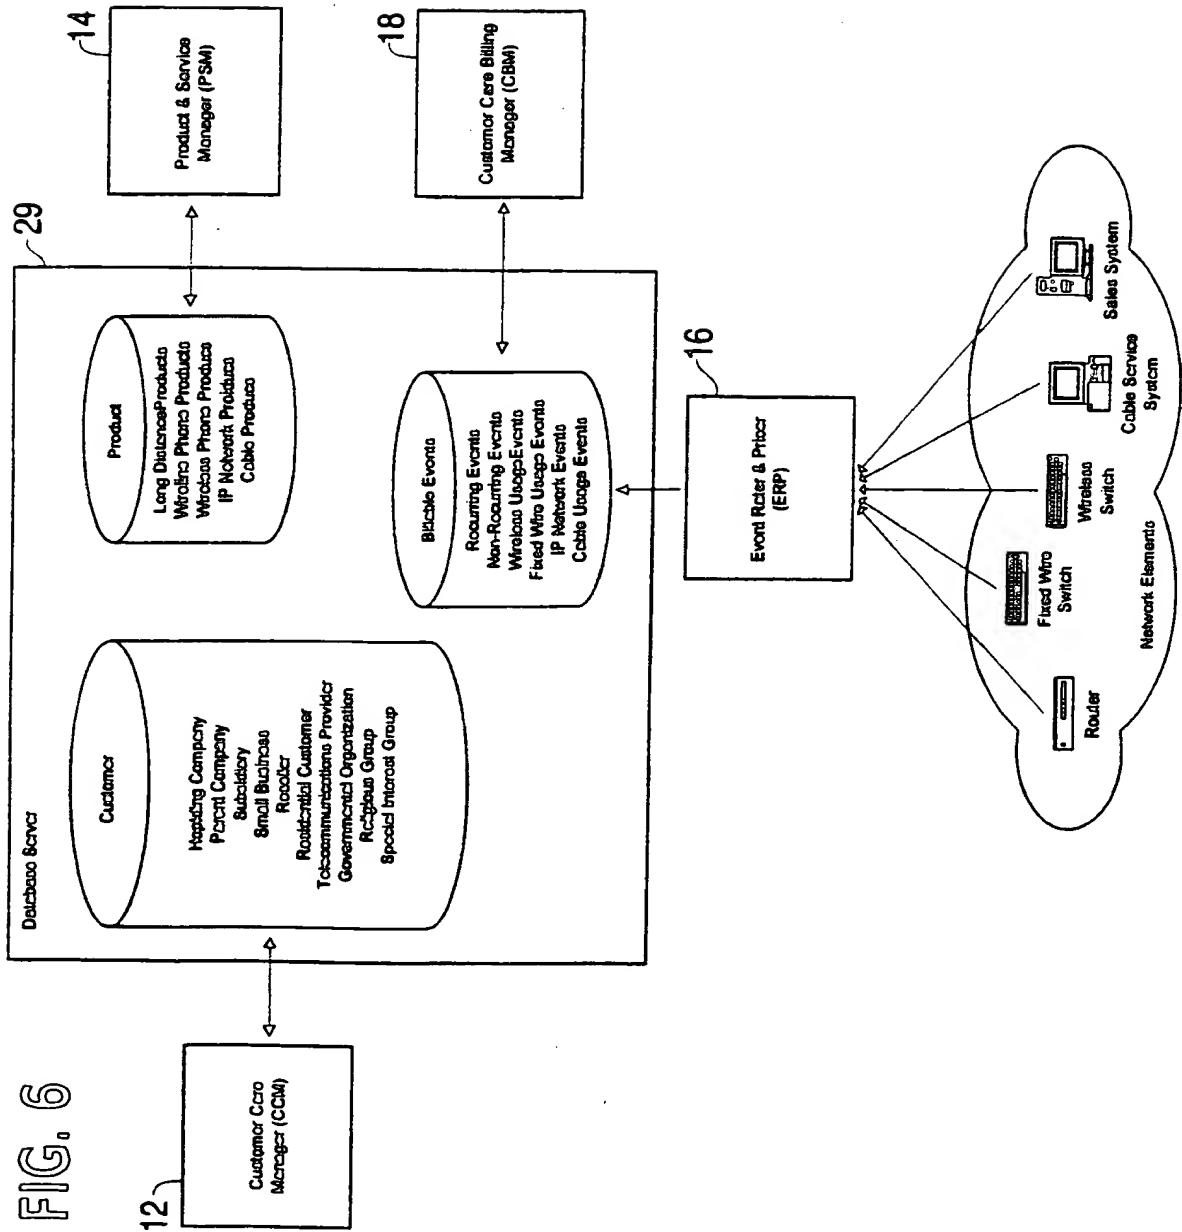 FIG. 6
12
Customer Care
Manager (CCM)
Database Server
29
Customer
Holding Company
Parent Company
Subsidiary
Small Business
Reseller
Residential Customer
Telecommunications Provider
Governmental Organization
Religious Group
Special Interest Group
Product
Long Distance Products
Wireline Phone Products
Wireless Phone Products
IP Network Products
Cable Products
Billable Events
Recurring Events
Non-Recurring Events
Wireless Usage Events
Fixed Wire Usage Events
IP Network Events
Cable Usage Events
14
Product & Service
Manager (PSM)
18
Customer Care Billing
Manager (CBM)
16
Event Rater & Pricer
(ERP)
Router
Fixed Wire
Switch
Wireless
Switch
Cable Service
System
Sales System
Network Elements